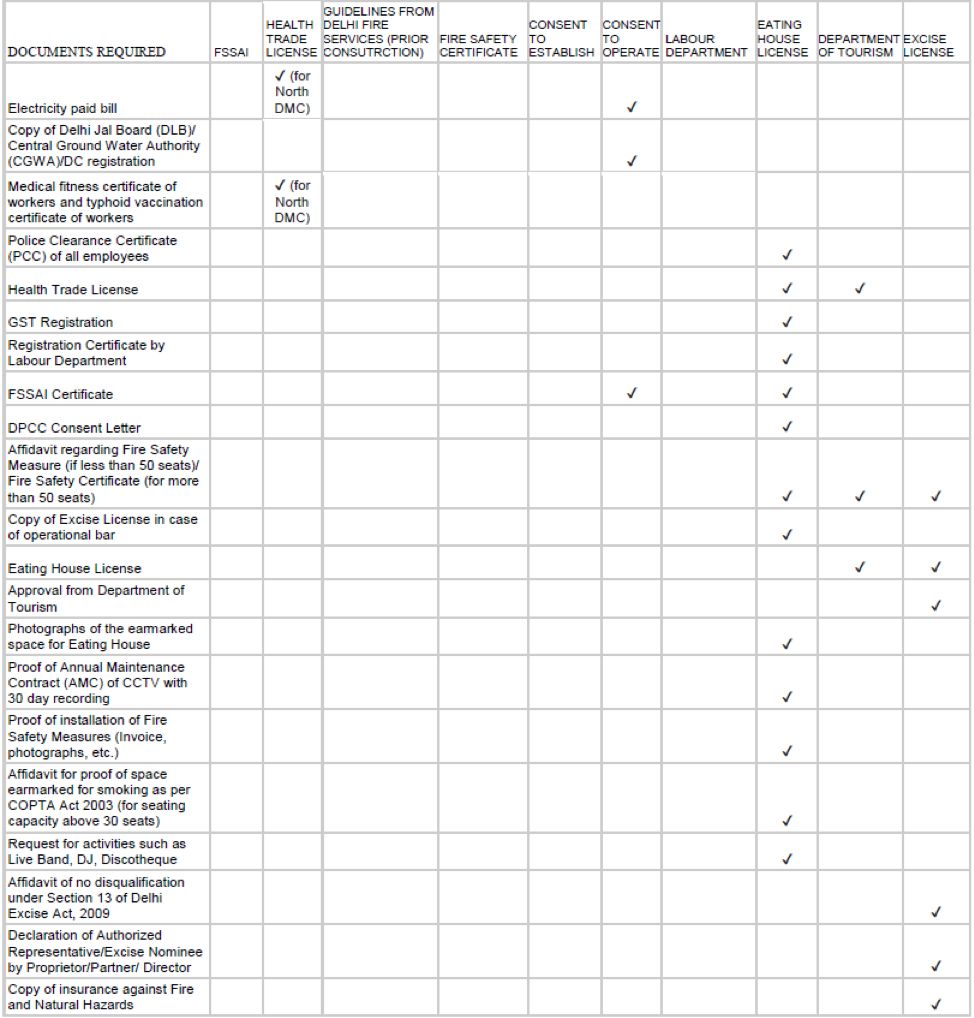 DOCUMENTS REQUIRED
FSSAI
HEALTH
TRADE
LICENSE
GUIDELINES FROM
DELHI FIRE
SERVICES (PRIOR
CONSUTRCTION)
FIRE SAFETY
CERTIFICATE
CONSENT
TO
ESTABLISH
CONSENT
TO
OPERATE
LABOUR
DEPARTMENT
EATING
HOUSE
LICENSE
DEPARTMENT
OF TOURISM
EXCISE
LICENSE
Electricity paid bill
✓ (for
North
DMC)
✓
Copy of Delhi Jal Board (DLB)/
Central Ground Water Authority
(CGWA)/DC registration
✓
Medical fitness certificate of
workers and typhoid vaccination
certificate of workers
✓ (for
North
DMC)
Police Clearance Certificate
(PCC) of all employees
✓
Health Trade License
✓ ✓
GST Registration
✓
Registration Certificate by
Labour Department
✓
FSSAI Certificate
✓ ✓
DPCC Consent Letter
✓
Affidavit regarding Fire Safety
Measure (if less than 50 seats)/
Fire Safety Certificate (for more
than 50 seats)
✓ ✓ ✓
Copy of Excise License in case
of operational bar
✓
Eating House License
✓ ✓
Approval from Department of
Tourism
✓
Photographs of the earmarked
space for Eating House
✓
Proof of Annual Maintenance
Contract (AMC) of CCTV with
30 day recording
✓
Proof of installation of Fire
Safety Measures (Invoice,
photographs, etc.)
✓
Affidavit for proof of space
earmarked for smoking as per
COPTA Act 2003 (for seating
capacity above 30 seats)
✓
Request for activities such as
Live Band, DJ, Discotheque
✓
Affidavit of no disqualification
under Section 13 of Delhi
Excise Act, 2009
✓
Declaration of Authorized
Representative/Excise Nominee
by Proprietor/Partner/ Director
✓
Copy of insurance against Fire
and Natural Hazards
✓